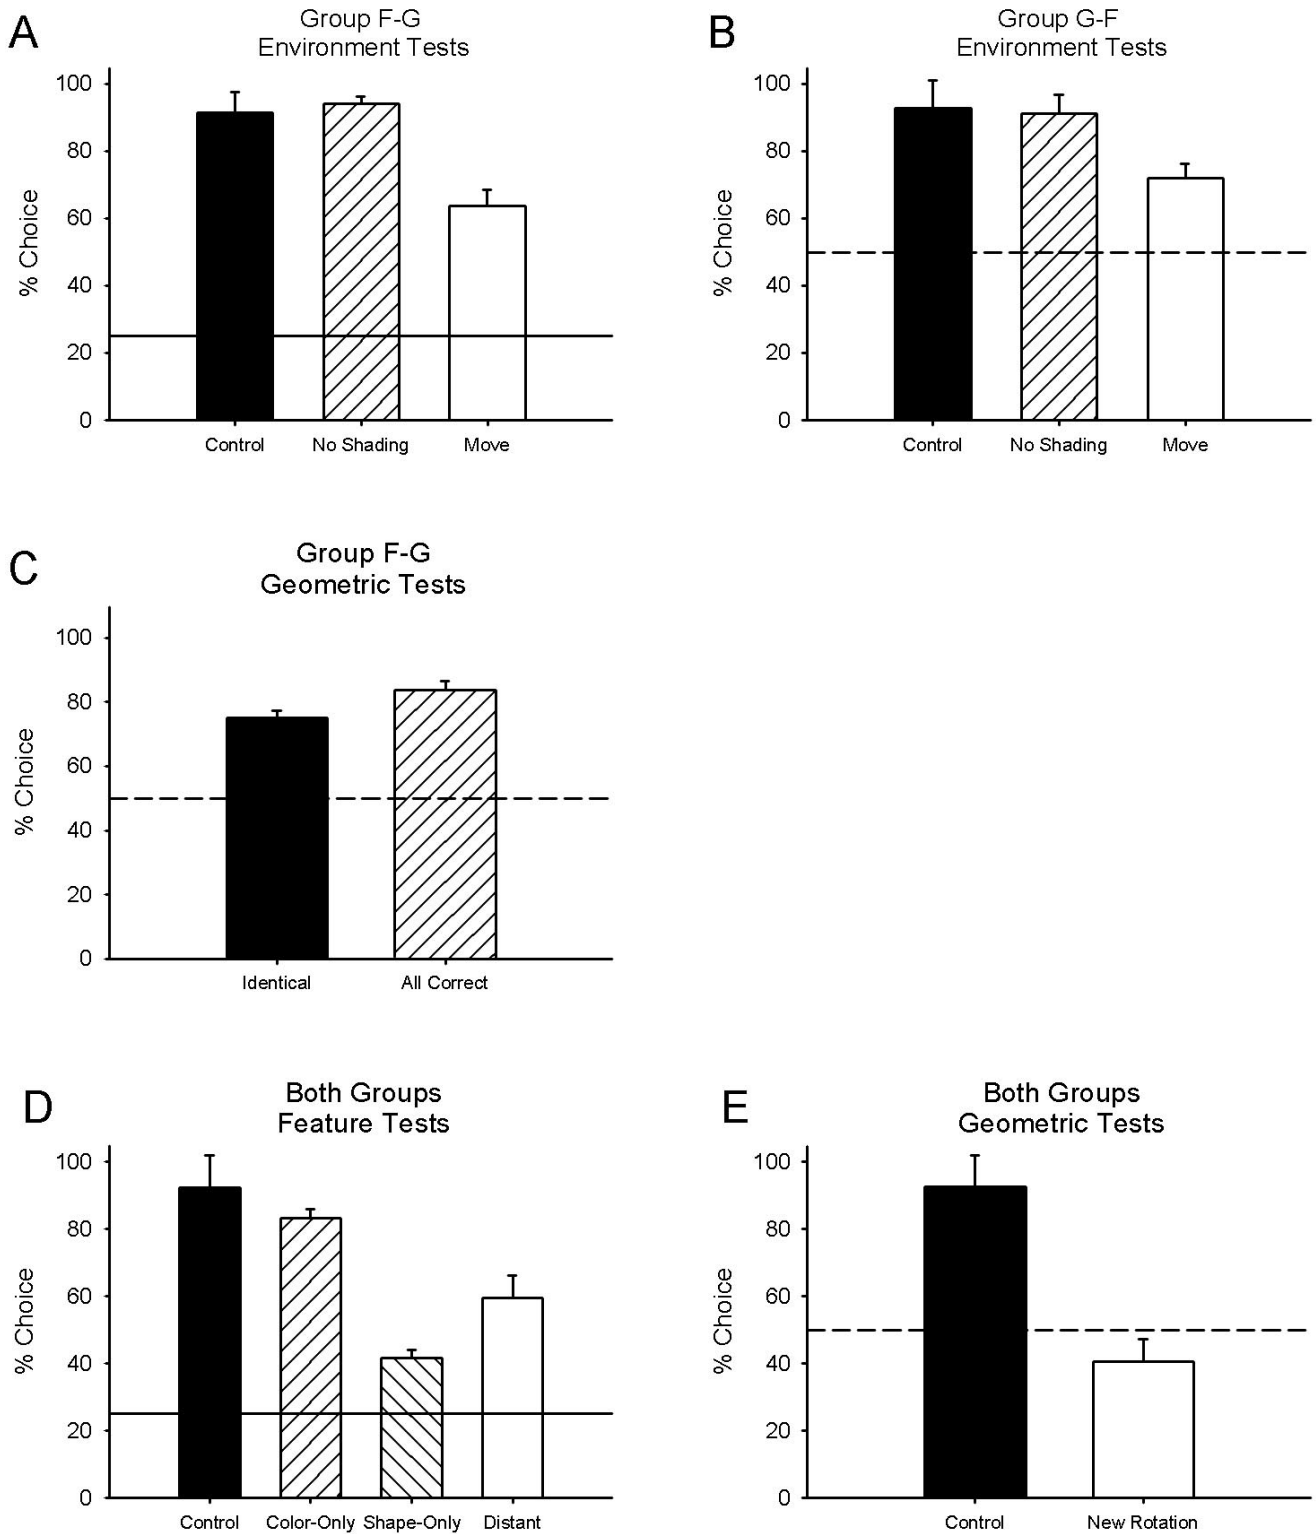 A
Group F-G
Environment Tests
% Choice
100
80
60
40
20
0
Control No Shading Move
B
Group G-F
Environment Tests
% Choice
100
80
60
40
20
0
Control No Shading Move
C
Group F-G
Geometric Tests
% Choice
100
80
60
40
20
0
Identical All Correct
D
Both Groups
Feature Tests
% Choice
100
80
60
40
20
0
Control Color-Only Shape-Only Distant
E
Both Groups
Geometric Tests
% Choice
100
80
60
40
20
0
Control New Rotation